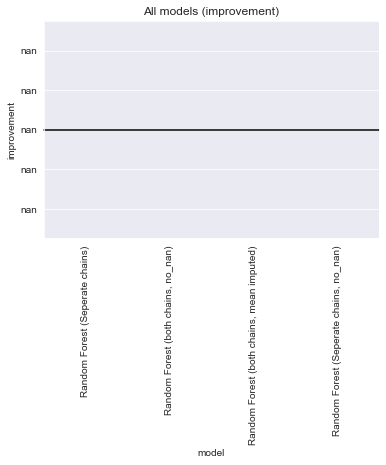 All models (improvement)
nan
nan
nan
nan
nan
improvement
Random Forest (Seperate chains)
Random Forest (both chains, no_nan)
Random Forest (both chains, mean imputed)
Random Forest (Seperate chains, no_nan)
model